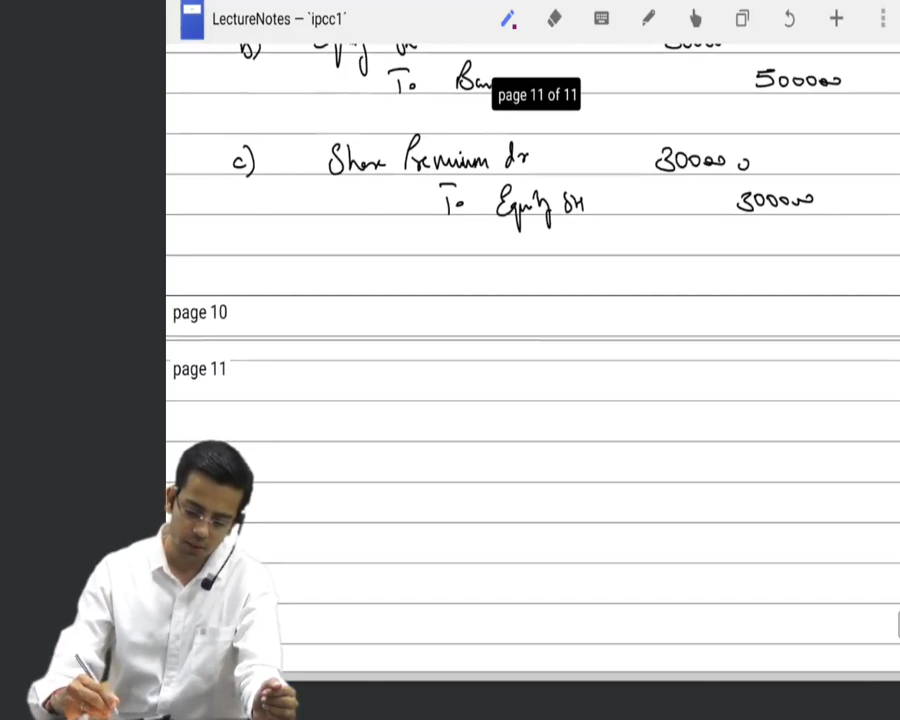 LectureNotes – `ipcc1´
b)
To 500000
page 11 of 11
c) Share Premium dr 300000
To Equity SH 300000
page 10
page 11